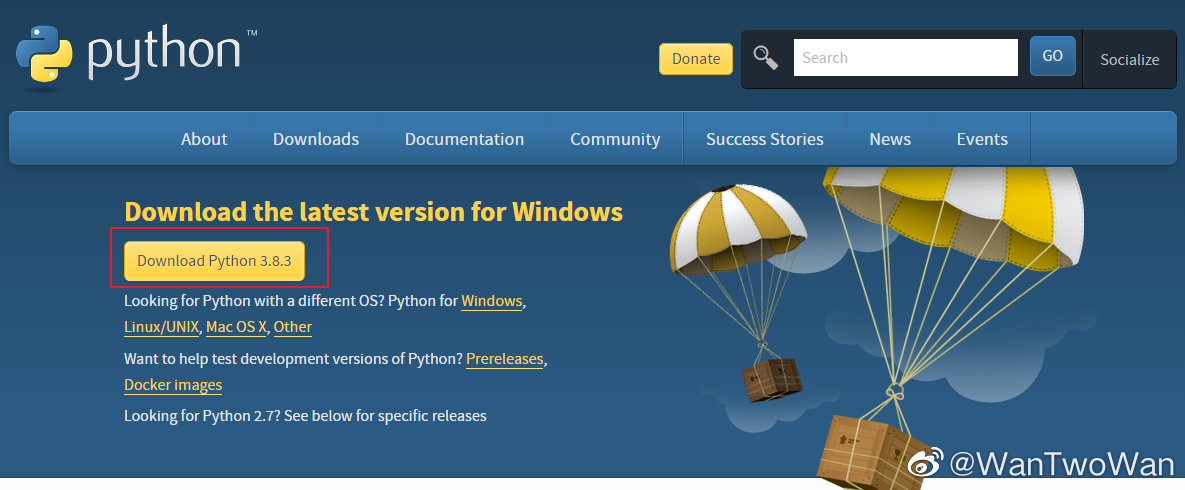 python™
Donate
Search
GO
Socialize
About Downloads Documentation Community Success Stories News Events
Download the latest version for Windows
Download Python 3.8.3
Looking for Python with a different OS? Python for Windows,
Linux/UNIX, Mac OS X, Other
Want to help test development versions of Python? Prereleases,
Docker images
Looking for Python 2.7? See below for specific releases
@WanTwoWan